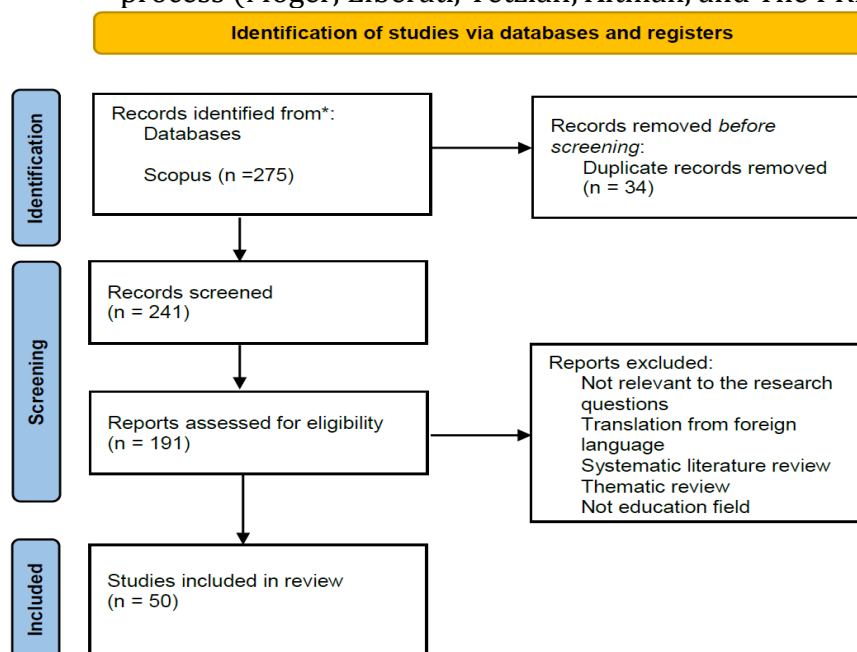 Identification of studies via databases and registers
Identification
Records identified from*:
Databases
Scopus (n =275)
Records removed before
screening:
Duplicate records removed
(n = 34)
Screening
Records screened
(n = 241)
Reports assessed for eligibility
(n = 191)
Reports excluded:
Not relevant to the research
questions
Translation from foreign
language
Systematic literature review
Thematic review
Not education field
Included
Studies included in review
(n = 50)